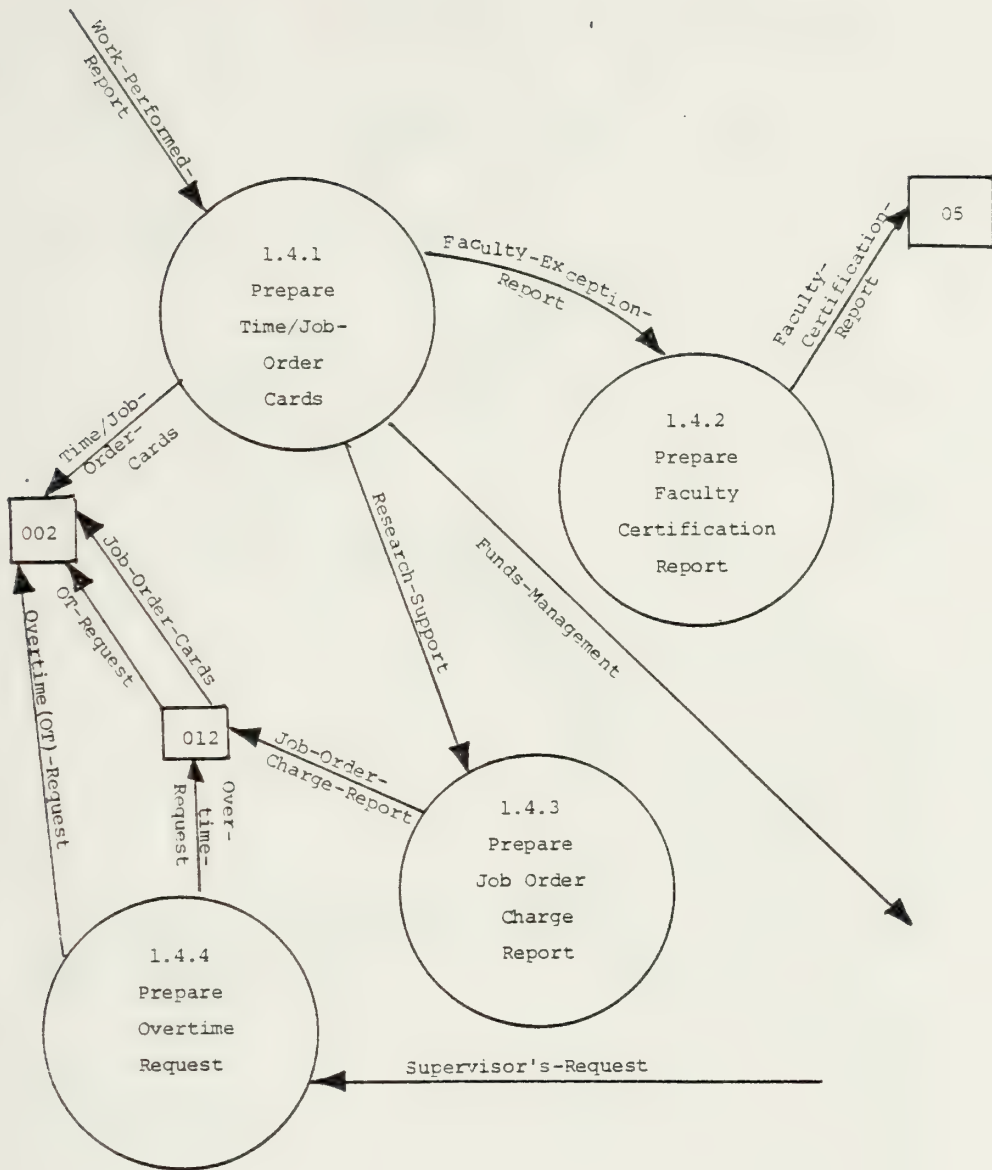 Work-Performed-
Report
1.4.1
Prepare
Time/Job-
Order
Cards
Faculty-Exception-
Report
05
Faculty-
Certification-
Report
1.4.2
Prepare
Faculty
Certification
Report
Time/Job-
Order-
Cards
002
Job-Order-Cards
OT-Request
Overtime(OT)-Request
Research-Support
Funds-Management
012
Job-Order-
Charge-Report
Over-
time-
Request
1.4.3
Prepare
Job Order
Charge
Report
1.4.4
Prepare
Overtime
Request
Supervisor's-Request